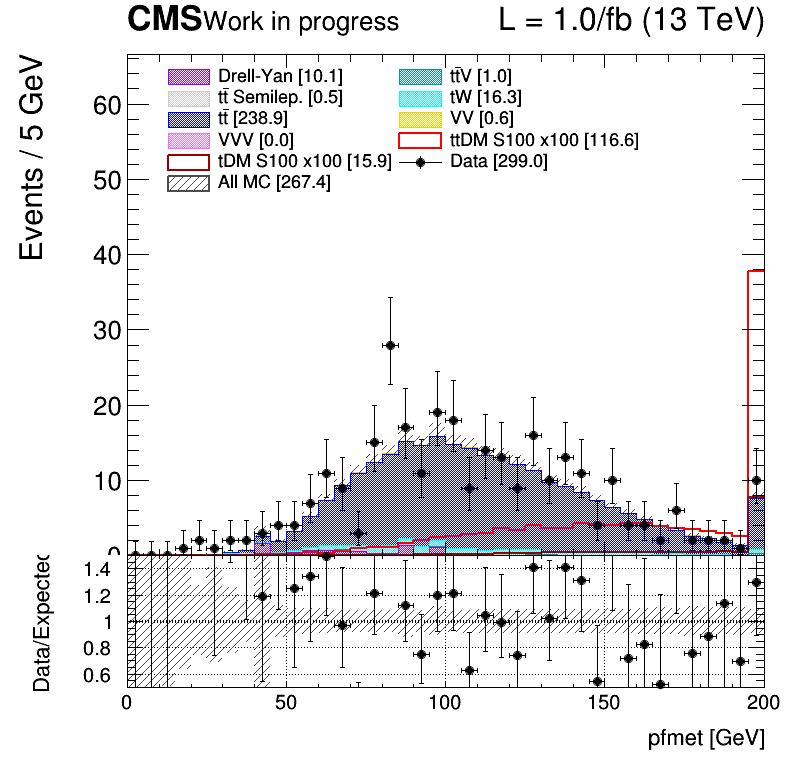 CMS Work in progress L = 1.0/fb (13 TeV)
Events / 5 GeV
Drell-Yan [10.1] tt̄V [1.0]
tt̄ Semilep. [0.5] tW [16.3]
tt̄ [238.9] VV [0.6]
VVV [0.0] ttDM S100 x100 [116.6]
tDM S100 x100 [15.9] Data [299.0]
All MC [267.4]
60
50
40
30
20
10
0
Data/Expected
1.4
1.2
1
0.8
0.6
0 50 100 150 200
pfmet [GeV]